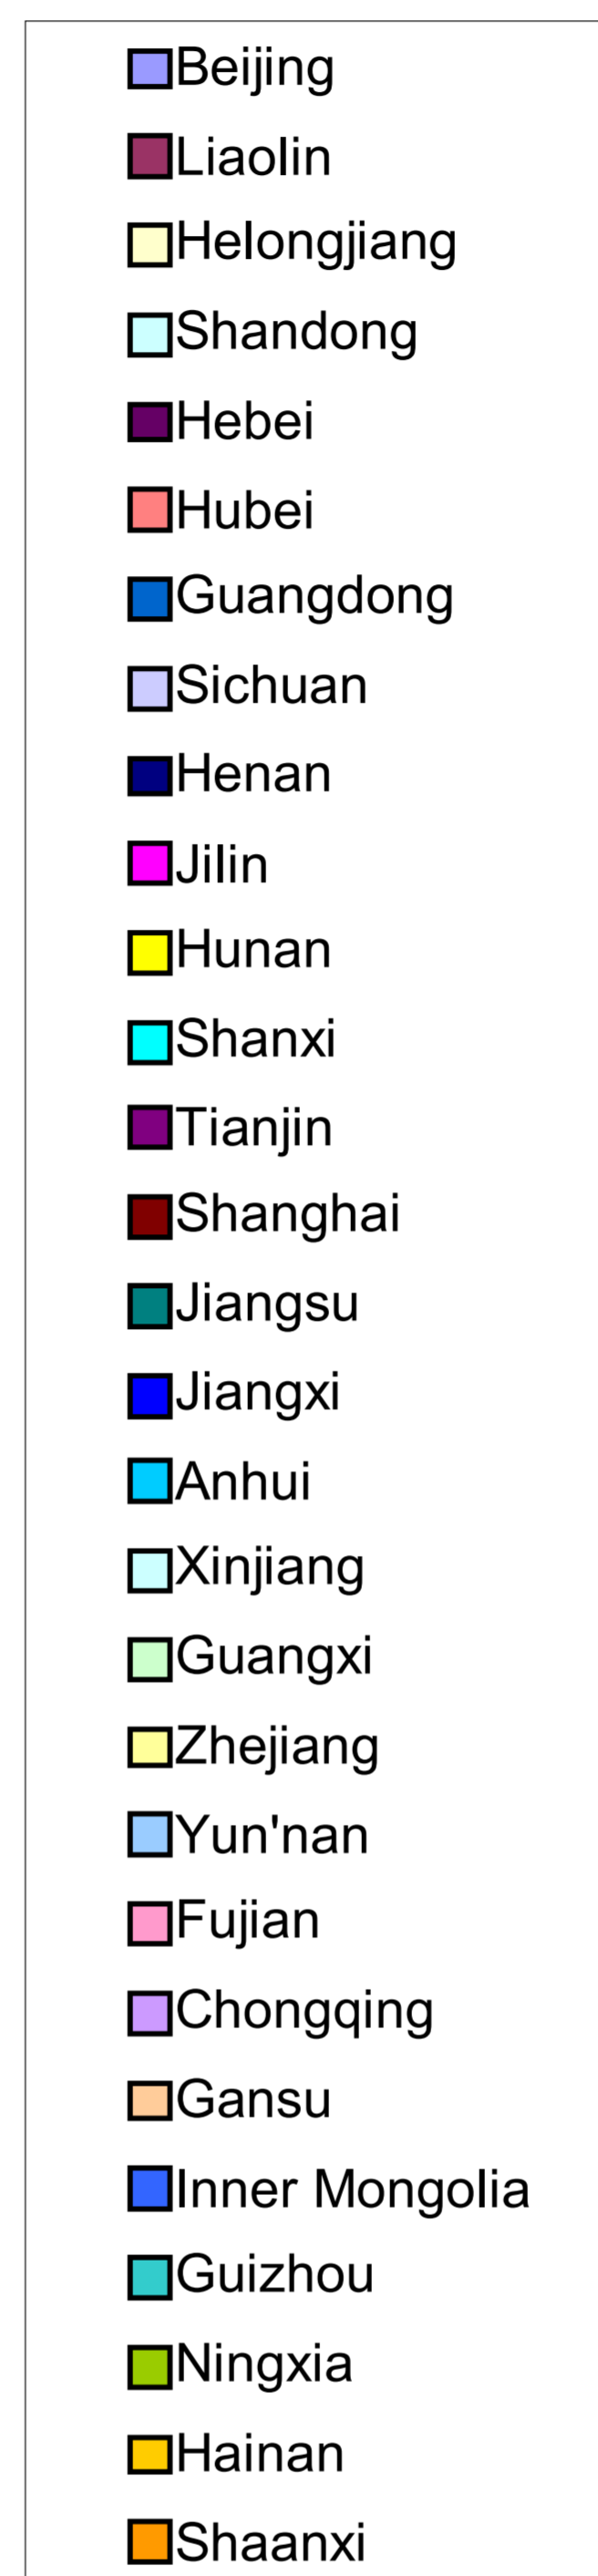 Beijing
Liaolin
Helongjiang
Shandong
Hebei
Hubei
Guangdong
Sichuan
Henan
Jilin
Hunan
Shanxi
Tianjin
Shanghai
Jiangsu
Jiangxi
Anhui
Xinjiang
Guangxi
Zhejiang
Yun'nan
Fujian
Chongqing
Gansu
Inner Mongolia
Guizhou
Ningxia
Hainan
Shaanxi